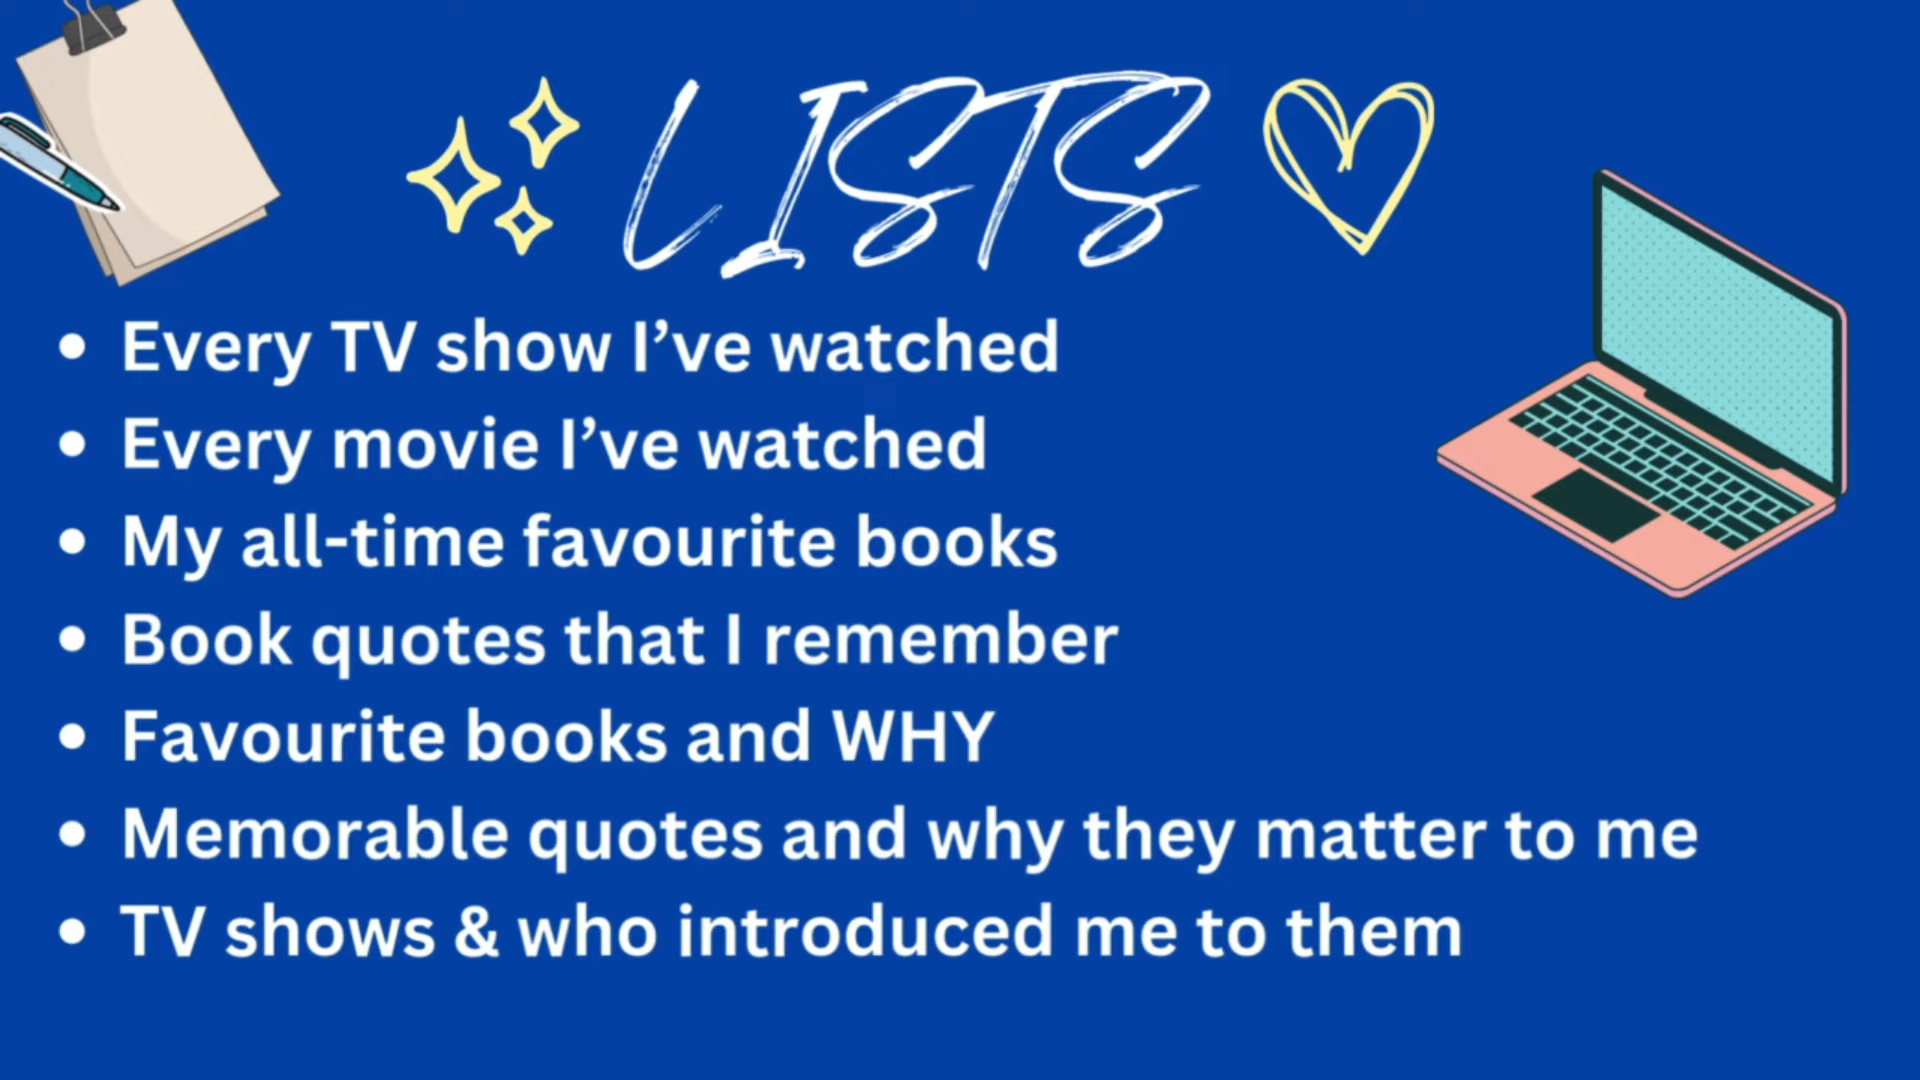 LISTS
• Every TV show I’ve watched
• Every movie I’ve watched
• My all-time favourite books
• Book quotes that I remember
• Favourite books and WHY
• Memorable quotes and why they matter to me
• TV shows & who introduced me to them